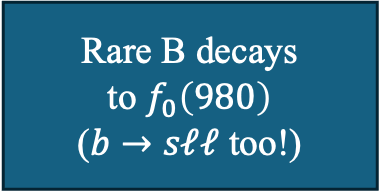 Rare B decays
to 𝑓₀(980)
(𝑏 → 𝑠ℓℓ too!)